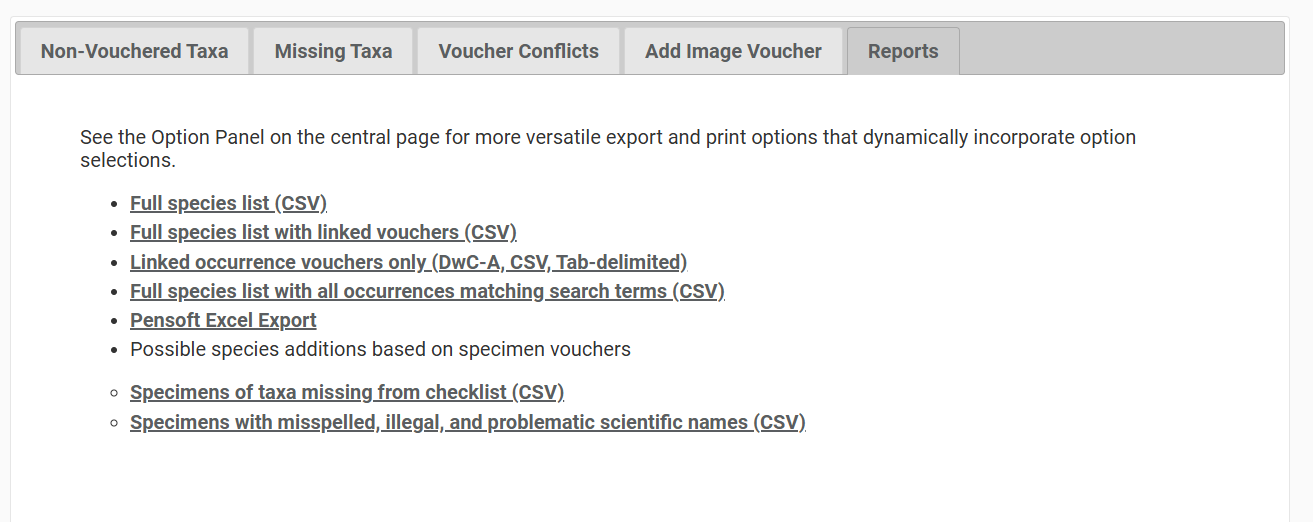 Non-Vouchered Taxa Missing Taxa Voucher Conflicts Add Image Voucher Reports
See the Option Panel on the central page for more versatile export and print options that dynamically incorporate option
selections.
Full species list (CSV)
Full species list with linked vouchers (CSV)
Linked occurrence vouchers only (DwC-A, CSV, Tab-delimited)
Full species list with all occurrences matching search terms (CSV)
Pensoft Excel Export
Possible species additions based on specimen vouchers
Specimens of taxa missing from checklist (CSV)
Specimens with misspelled, illegal, and problematic scientific names (CSV)